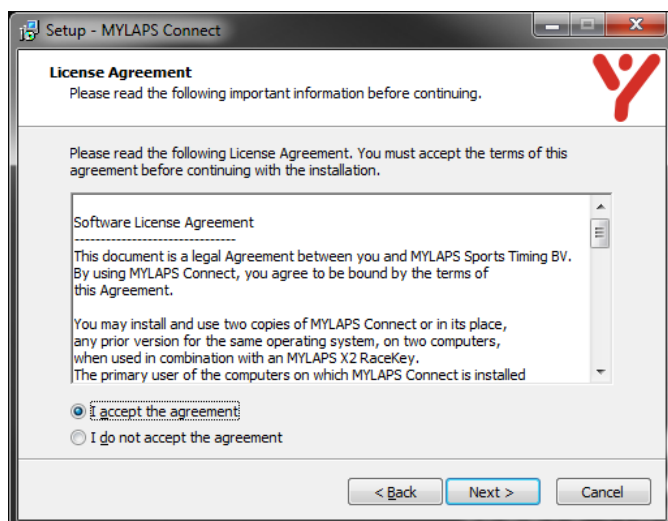 Setup - MYLAPS Connect
License Agreement
Please read the following important information before continuing.
Please read the following License Agreement. You must accept the terms of this
agreement before continuing with the installation.
Software License Agreement
-------------------------------
This document is a legal Agreement between you and MYLAPS Sports Timing BV.
By using MYLAPS Connect, you agree to be bound by the terms of
this Agreement.
You may install and use two copies of MYLAPS Connect or in its place,
any prior version for the same operating system, on two computers,
when used in combination with an MYLAPS X2 RaceKey.
The primary user of the computers on which MYLAPS Connect is installed
I accept the agreement
I do not accept the agreement
< Back
Next >
Cancel